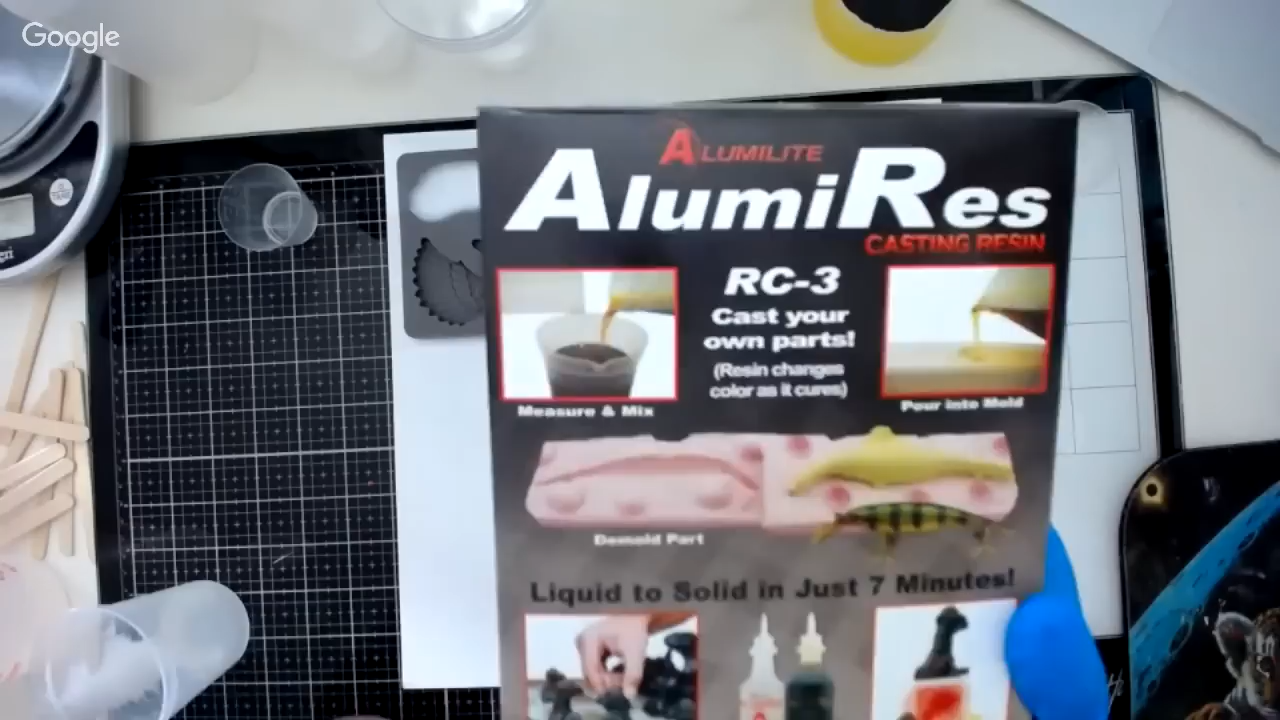 Google
ALUMILITE
ALUMIRES
CASTING RESIN
RC-3
Cast your
own parts!
(Resin changes
color as it cures)
Measure & Mix
Pour into Mold
Demold Part
Liquid to Solid in Just 7 Minutes!